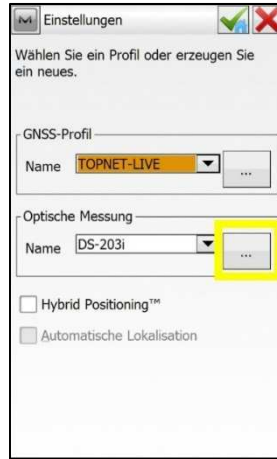 Einstellungen
Wählen Sie ein Profil oder erzeugen Sie
ein neues.
GNSS-Profil
Name TOPNET-LIVE ...
Optische Messung
Name DS-203i ...
Hybrid Positioning™
Automatische Lokalisation